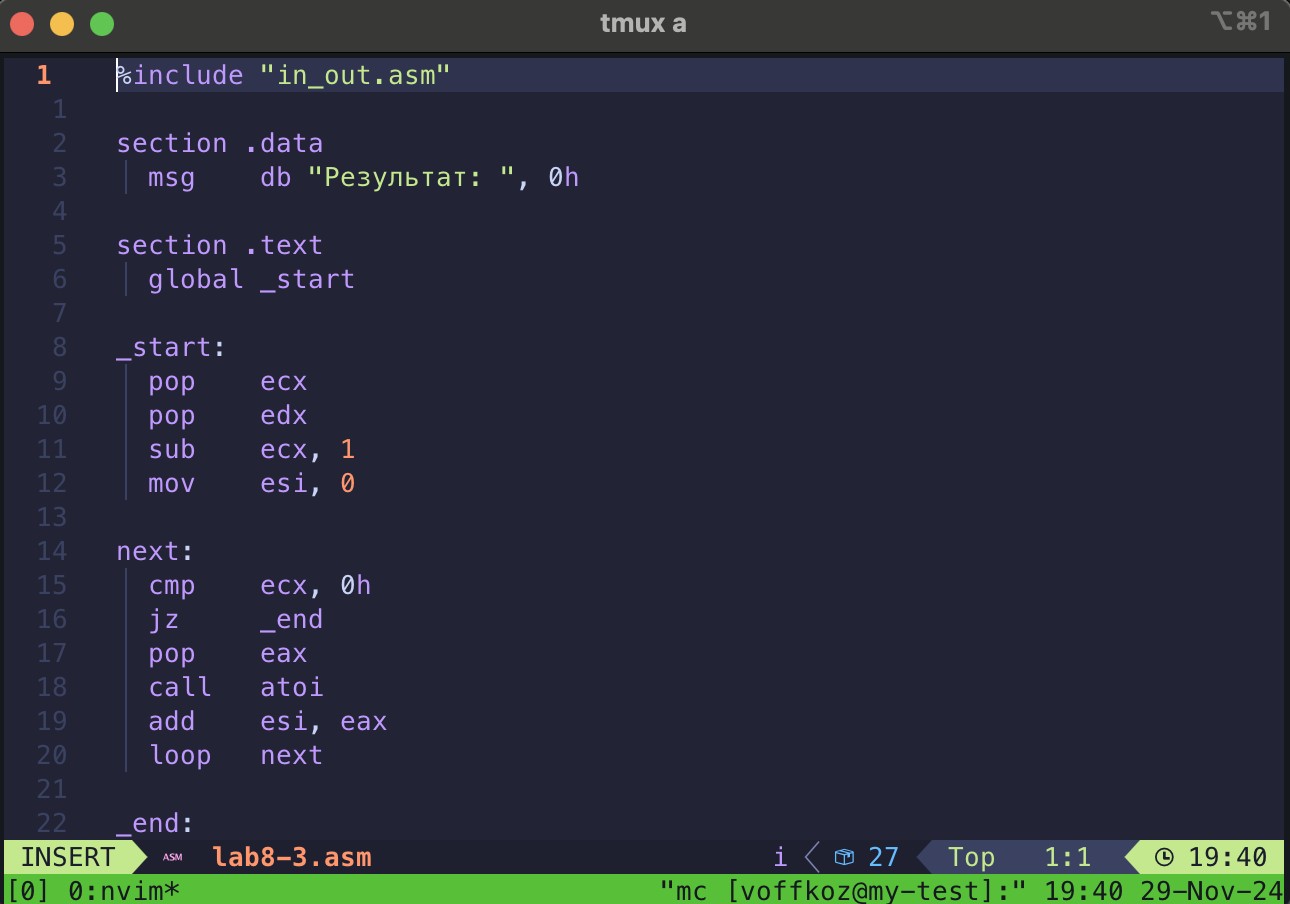 tmux a ⌥⌘1
1 %include "in_out.asm"
1
2 section .data
3 msg db "Результат: ", 0h
4
5 section .text
6 global _start
7
8 _start:
9 pop ecx
10 pop edx
11 sub ecx, 1
12 mov esi, 0
13
14 next:
15 cmp ecx, 0h
16 jz _end
17 pop eax
18 call atoi
19 add esi, eax
20 loop next
21
22 _end:
INSERT ASM lab8-3.asm i 27 Top 1:1 19:40
[0] 0:nvim* "mc [voffkoz@my-test]:" 19:40 29-Nov-24